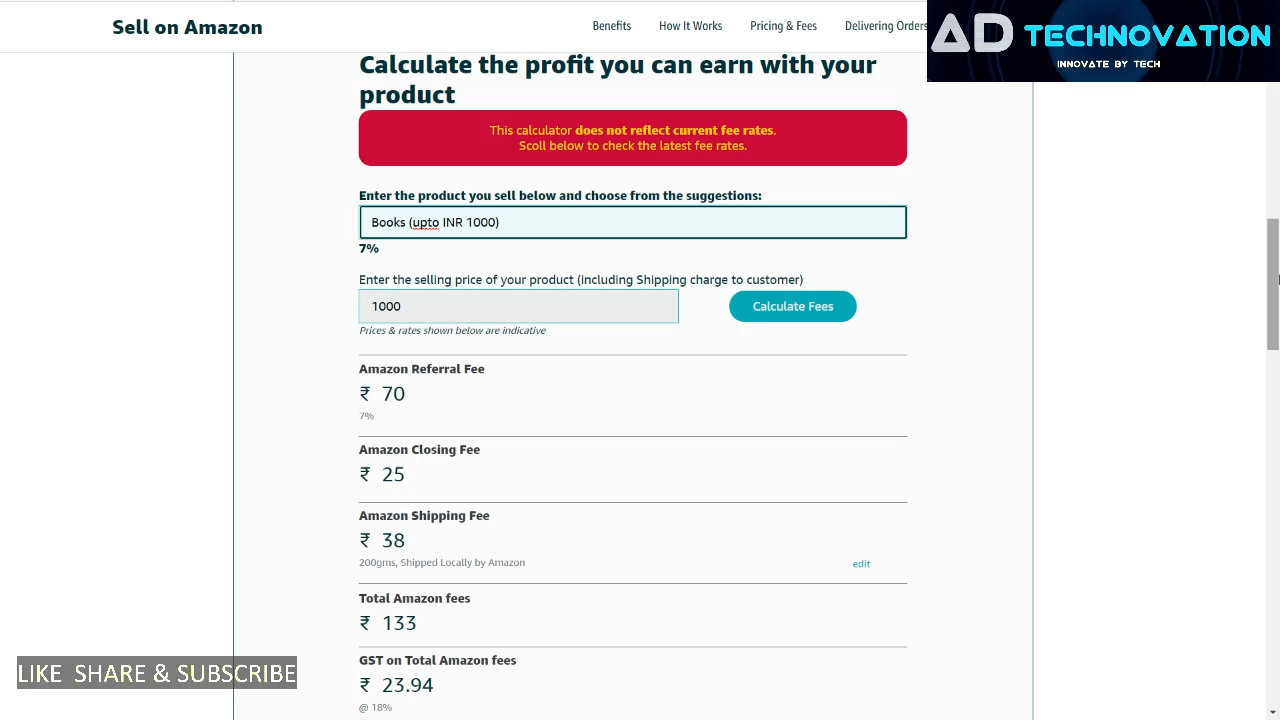 Sell on Amazon
Benefits
How It Works
Pricing & Fees
Delivering Orders
AD TECHNOVATION
INNOVATE BY TECH
Calculate the profit you can earn with your
product
This calculator does not reflect current fee rates.
Scoll below to check the latest fee rates.
Enter the product you sell below and choose from the suggestions:
Books (upto INR 1000)
7%
Enter the selling price of your product (including Shipping charge to customer)
1000
Calculate Fees
Prices & rates shown below are indicative
Amazon Referral Fee
₹ 70
7%
Amazon Closing Fee
₹ 25
Amazon Shipping Fee
₹ 38
200gms, Shipped Locally by Amazon
edit
Total Amazon fees
₹ 133
GST on Total Amazon fees
₹ 23.94
@ 18%
LIKE SHARE & SUBSCRIBE